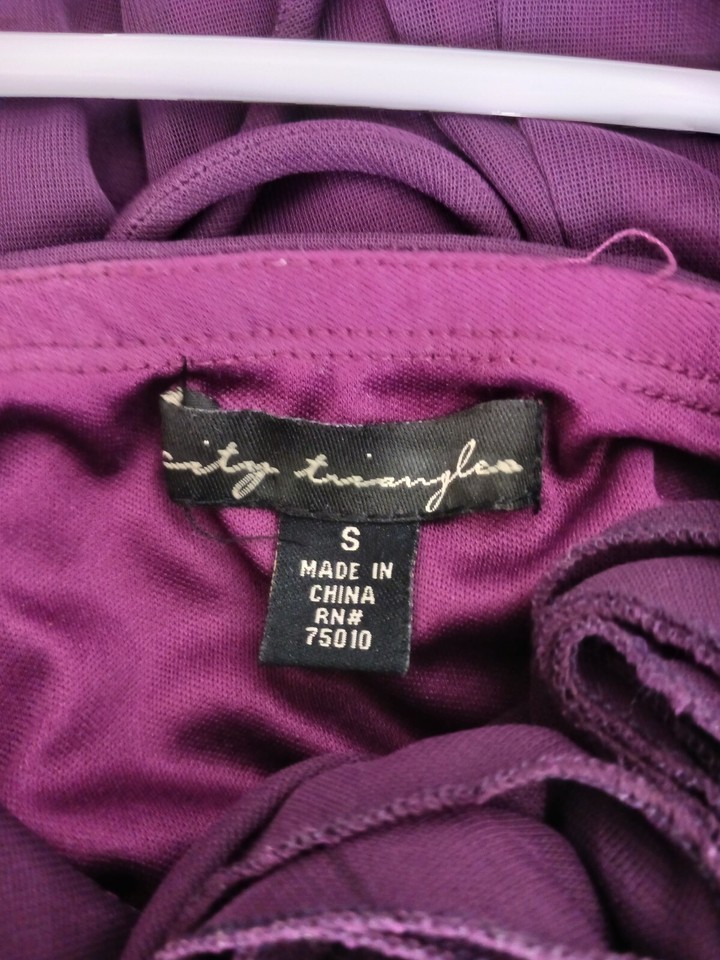 city triangles
S
MADE IN
CHINA
RN#
75010